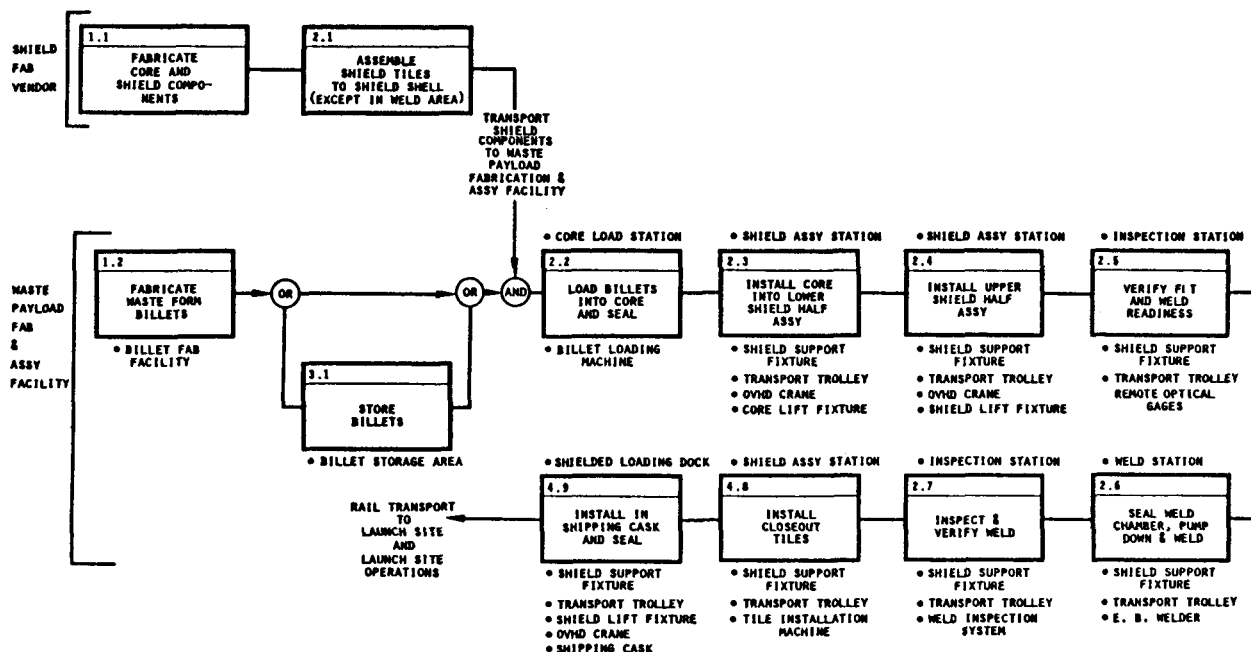 SHIELD
FAB
VENDOR
1.1
FABRICATE
CORE AND
SHIELD COMPO-
NENTS
2.1
ASSEMBLE
SHIELD TILES
TO SHIELD SHELL
(EXCEPT IN WELD AREA)
TRANSPORT
SHIELD
COMPONENTS
TO WASTE
PAYLOAD
FABRICATION &
ASSY FACILITY
WASTE
PAYLOAD
FAB
&
ASSY
FACILITY
1.2
FABRICATE
WASTE FORM
BILLETS
• BILLET FAB
FACILITY
OR
3.1
STORE
BILLETS
• BILLET STORAGE AREA
OR
AND
• CORE LOAD STATION
2.2
LOAD BILLETS
INTO CORE
AND SEAL
• BILLET LOADING
MACHINE
• SHIELD ASSY STATION
2.3
INSTALL CORE
INTO LOWER
SHIELD HALF
ASSY
• SHIELD SUPPORT
FIXTURE
• TRANSPORT TROLLEY
• OVHD CRANE
• CORE LIFT FIXTURE
• SHIELD ASSY STATION
2.4
INSTALL UPPER
SHIELD HALF
ASSY
• SHIELD SUPPORT
FIXTURE
• TRANSPORT TROLLEY
• OVHD CRANE
• SHIELD LIFT FIXTURE
• INSPECTION STATION
2.5
VERIFY FIT
AND WELD
READINESS
• SHIELD SUPPORT
FIXTURE
• TRANSPORT TROLLEY
REMOTE OPTICAL
GAGES
• WELD STATION
2.6
SEAL WELD
CHAMBER, PUMP
DOWN & WELD
• SHIELD SUPPORT
FIXTURE
• TRANSPORT TROLLEY
• E. B. WELDER
• INSPECTION STATION
2.7
INSPECT &
VERIFY WELD
• SHIELD SUPPORT
FIXTURE
• TRANSPORT TROLLEY
• WELD INSPECTION
SYSTEM
• SHIELD ASSY STATION
4.8
INSTALL
CLOSEOUT
TILES
• SHIELD SUPPORT
FIXTURE
• TRANSPORT TROLLEY
• TILE INSTALLATION
MACHINE
• SHIELDED LOADING DOCK
4.9
INSTALL IN
SHIPPING CASK
AND SEAL
• SHIELD SUPPORT
FIXTURE
• TRANSPORT TROLLEY
• SHIELD LIFT FIXTURE
• OVHD CRANE
• SHIPPING CASK
RAIL TRANSPORT
TO
LAUNCH SITE
AND
LAUNCH SITE
OPERATIONS